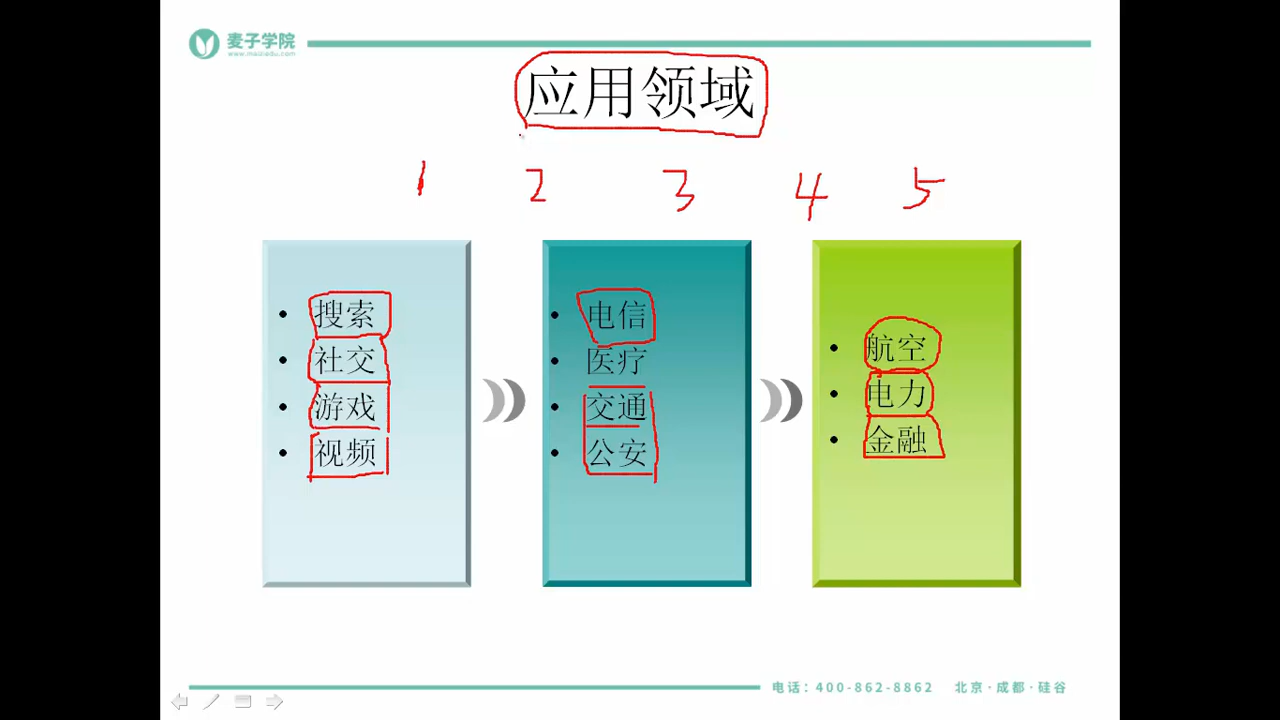 麦子学院
www.maiziedu.com
应用领域
1 2 3 4 5
• 搜索
• 社交
• 游戏
• 视频
• 电信
• 医疗
• 交通
• 公安
• 航空
• 电力
• 金融
电话：400-862-8862 北京·成都·硅谷